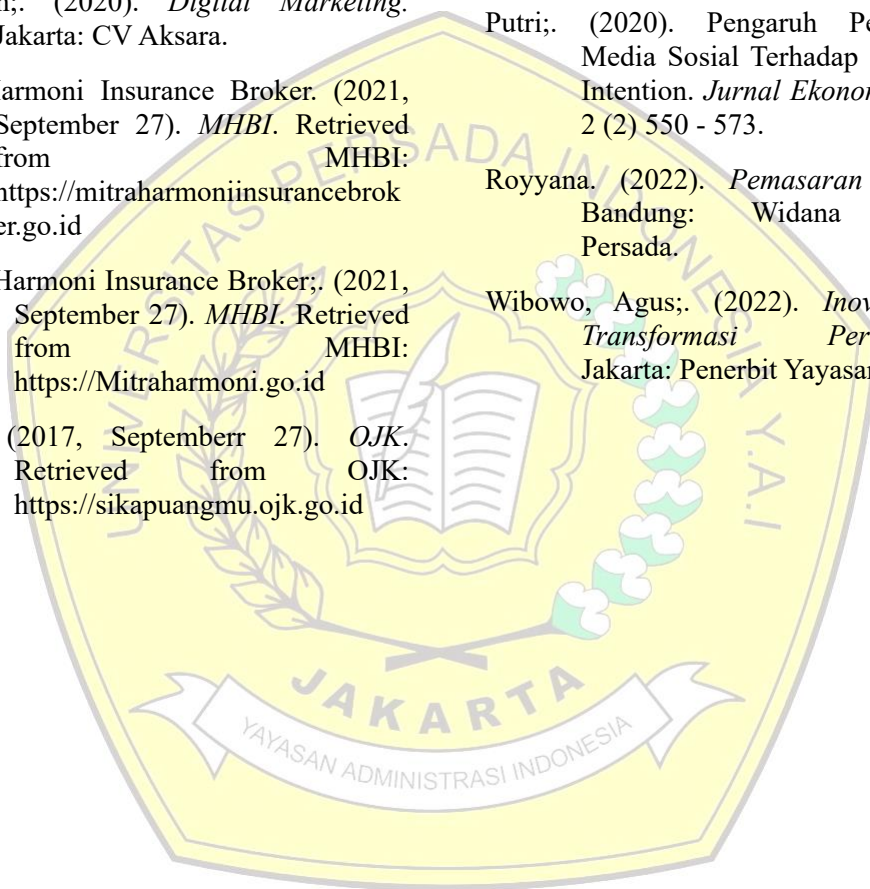 (2020). Digital Marketing.
Jakarta: CV Aksara.
Harmoni Insurance Broker. (2021,
September 27). MHBI. Retrieved
from MHBI:
https://mitraharmoniinsurancebrok
er.go.id
Harmoni Insurance Broker;. (2021,
September 27). MHBI. Retrieved
from MHBI:
https://Mitraharmoni.go.id
(2017, Septemberr 27). OJK.
Retrieved from OJK:
https://sikapuangmu.ojk.go.id
Putri;. (2020). Pengaruh
Media Sosial Terhadap
Intention. Jurnal
2 (2) 550 - 573.
Royyana. (2022). Pemasaran
Bandung: Widana
Persada.
Wibowo, Agus;. (2022).
Transformasi
Jakarta: Penerbit Yayasan
UNIVERSITAS PERSADA INDONESIA Y.A.I
JAKARTA
YAYASAN ADMINISTRASI INDONESIA